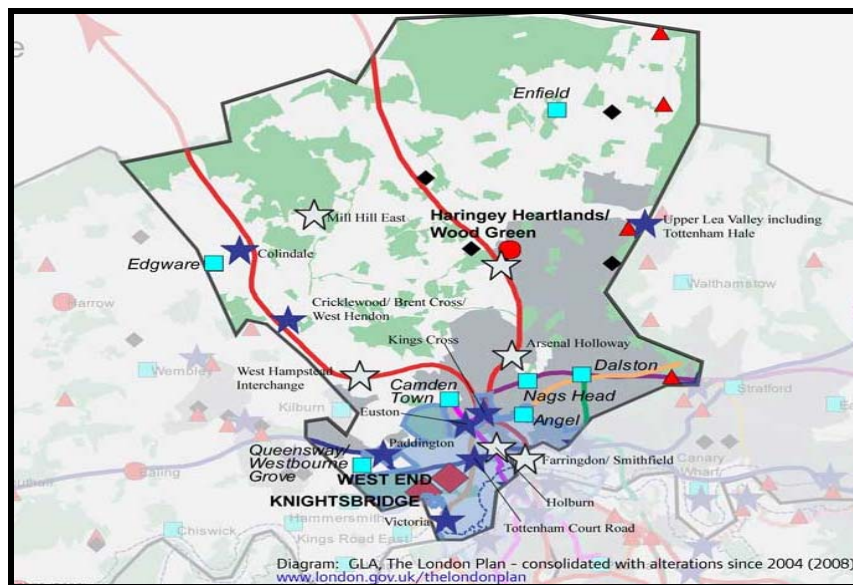 e
Enfield
Mill Hill East
Haringey Heartlands/
Wood Green
Upper Lea Valley including
Tottenham Hale
Colindale
Edgware
Walthamstow
Harrow
Cricklewood/ Brent Cross/
West Hendon
Kings Cross
Arsenal Holloway
Wembley
West Hampstead
Interchange
Dalston
Camden
Town
Nags Head
Stratford
Kilburn
Euston
Angel
Paddington
Queensway/
Westbourne
Grove
Farringdon/ Smithfield
Canary
Wharf
Ealing
WEST END
KNIGHTSBRIDGE
Holburn
Hammersmith
Victoria
Tottenham Court Road
Chiswick
Kings Road East
Diagram: GLA, The London Plan - consolidated with alterations since 2004 (2008)
www.london.gov.uk/thelondonplan